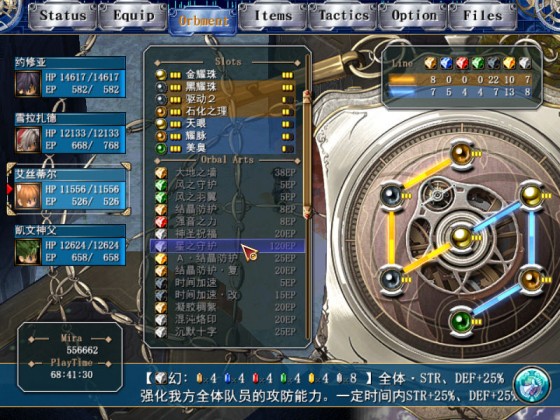 Status Equip Orbment Items Tactics Option Files
约修亚
HP 14617/14617
EP 582/ 582
雪拉扎德
HP 12133/12133
EP 668/ 768
艾丝蒂尔
HP 11556/11556
EP 526/ 526
凯文神父
HP 12624/12624
EP 658/ 658
Mira
556662
PlayTime
68:41:30
Slots
金耀珠
黑耀珠
驱动2
石化之理
天眼
耀脉
美臭
Orbal Arts
大地之墙 38EP
风之守护 5EP
风之羽翼 5EP
结晶防护 8EP
强音之力 8EP
神圣祝福 20EP
星之守护 120EP
A·结晶防护 25EP
结晶防护·复 20EP
时间加速 5EP
时间加速·改 15EP
凝胶稠絮 20EP
混沌烙印 20EP
沉默十字 25EP
Line
8 0 0 0 22 10 7
7 5 4 4 7 13 8
【幻: 4 4 4 4 4 4 8 】全体·STR、DEF+25%
强化我方全体队员的攻防能力。一定时间内STR+25%、DEF+25%